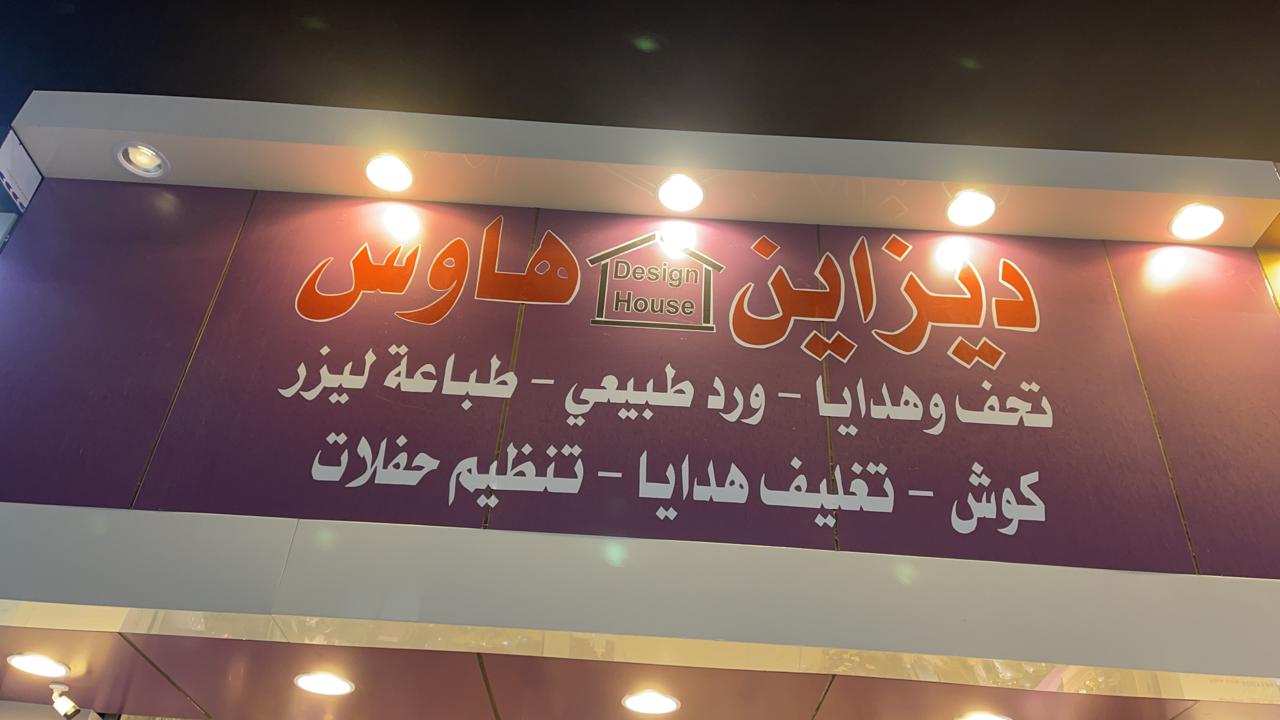 ديزاين هاوس
Design
House
تحف وهدايا - ورد طبيعي - طباعة ليزر
كوش - تغليف هدايا - تنظيم حفلات